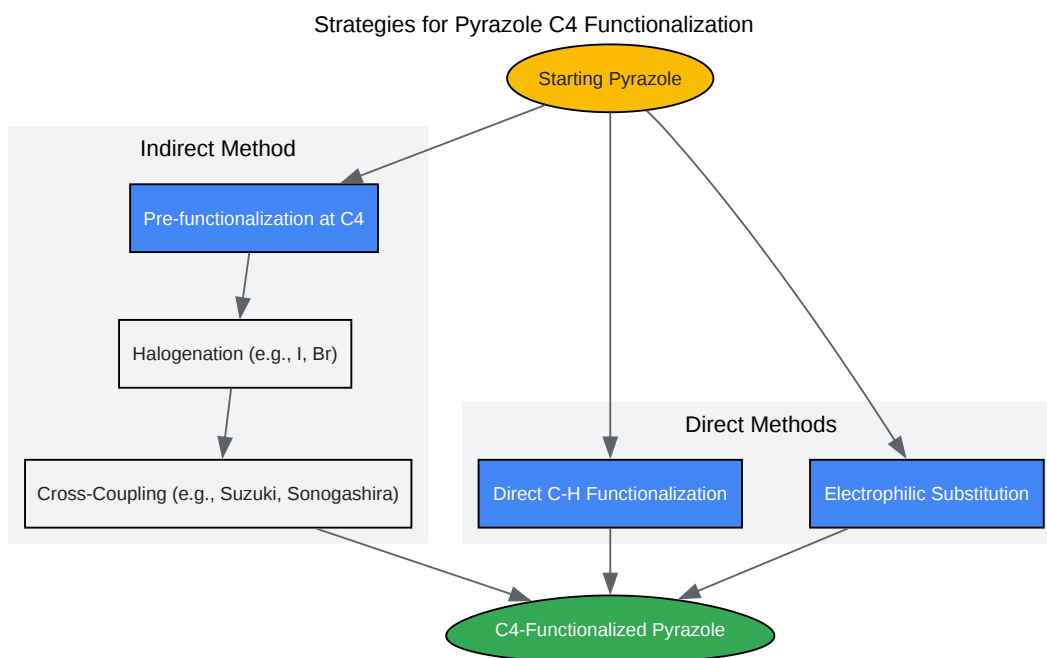 Strategies for Pyrazole C4 Functionalization
Starting Pyrazole
Indirect Method
Pre-functionalization at C4
Halogenation (e.g., I, Br)
Cross-Coupling (e.g., Suzuki, Sonogashira)
Direct Methods
Direct C-H Functionalization
Electrophilic Substitution
C4-Functionalized Pyrazole